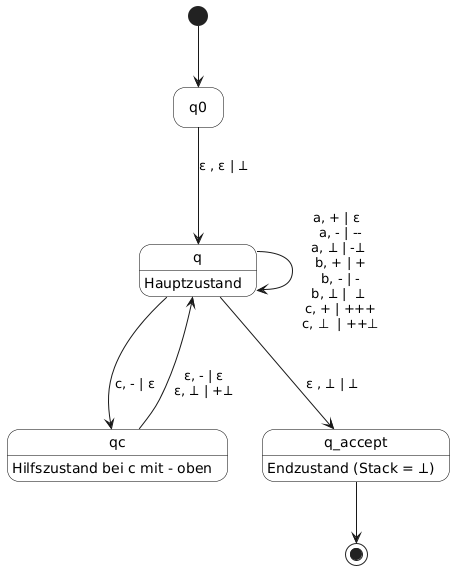 q0
ε , ε | ⊥
q
Hauptzustand
a, + | ε
a, - | --
a, ⊥ | -⊥
b, + | +
b, - | -
b, ⊥ | ⊥
c, + | +++
c, ⊥ | ++⊥
c, - | ε
ε, - | ε
ε, ⊥ | +⊥
ε , ⊥ | ⊥
qc
Hilfszustand bei c mit - oben
q_accept
Endzustand (Stack = ⊥)